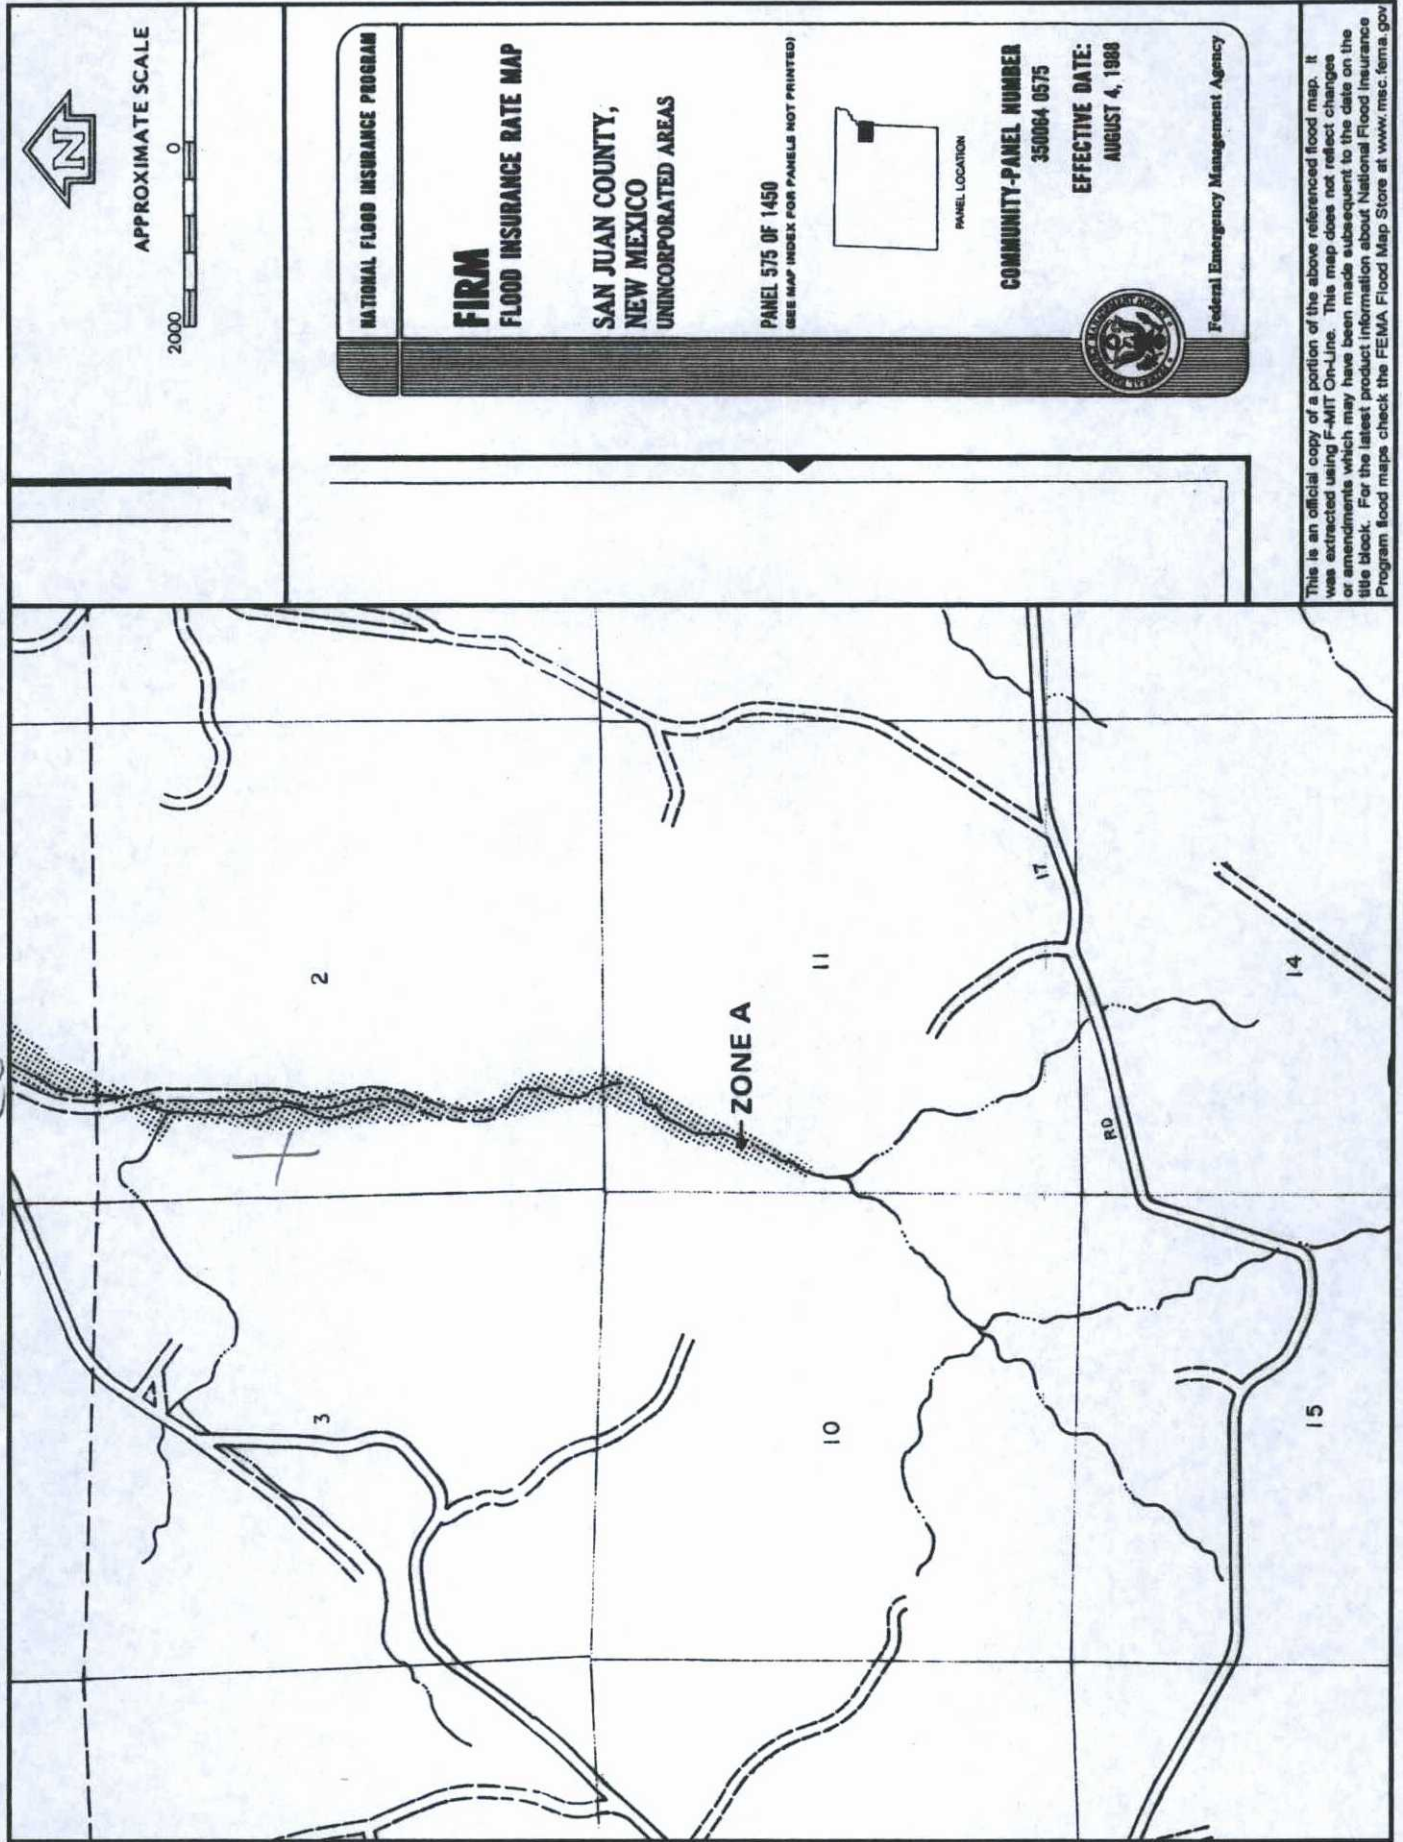 N
APPROXIMATE SCALE
2000 0
NATIONAL FLOOD INSURANCE PROGRAM
FIRM
FLOOD INSURANCE RATE MAP
SAN JUAN COUNTY,
NEW MEXICO
UNINCORPORATED AREAS
PANEL 575 OF 1450
(SEE MAP INDEX FOR PANELS NOT PRINTED)
PANEL LOCATION
COMMUNITY-PANEL NUMBER
350064 0575
EFFECTIVE DATE:
AUGUST 4, 1988
Federal Emergency Management Agency
This is an official copy of a portion of the above referenced flood map. It
was extracted using F-MIT On-Line. This map does not reflect changes
or amendments which may have been made subsequent to the date on the
title block. For the latest product information about National Flood Insurance
Program flood maps check the FEMA Flood Map Store at www.msc.fema.gov
3
2
10
ZONE A
11
RD
17
15
14